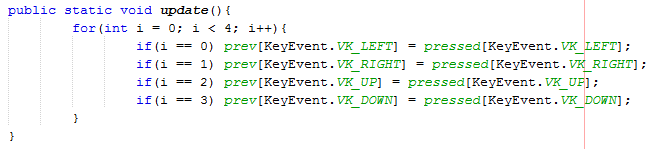 public static void update(){
for(int i = 0; i < 4; i++){
if(i == 0) prev[KeyEvent.VK_LEFT] = pressed[KeyEvent.VK_LEFT];
if(i == 1) prev[KeyEvent.VK_RIGHT] = pressed[KeyEvent.VK_RIGHT];
if(i == 2) prev[KeyEvent.VK_UP] = pressed[KeyEvent.VK_UP];
if(i == 3) prev[KeyEvent.VK_DOWN] = pressed[KeyEvent.VK_DOWN];
}
}